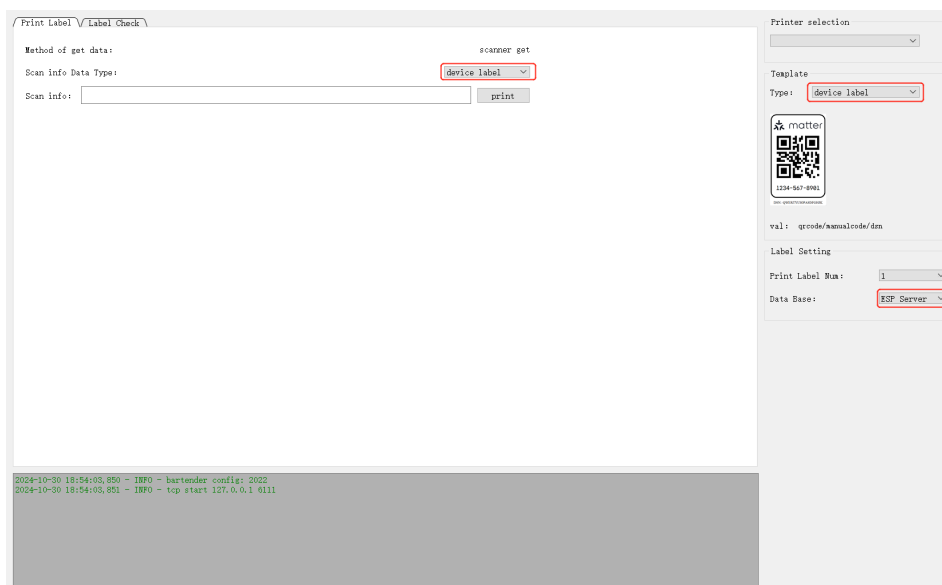 Print Label
Label Check
Method of get data:
scanner get
Scan info Data Type:
device label
Scan info:
print
Printer selection
Template
Type:
device label
matter
1234-567-8901
val: qrcode/manualcode/dsn
Label Setting
Print Label Num:
1
Data Base:
ESP Server
2024-10-30 18:54:03,850 - INFO - bartender config: 2022
2024-10-30 18:54:03,851 - INFO - tcp start 127.0.0.1 6111